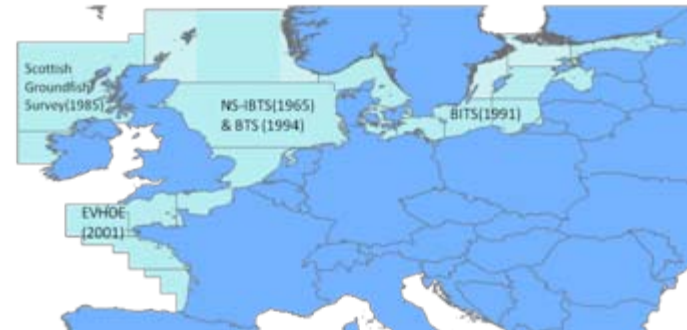 Scottish
Groundfish
Survey(1985)
NS-IBTS(1965)
& BTS (1994)
BITS(1991)
EVHOE
(2001)